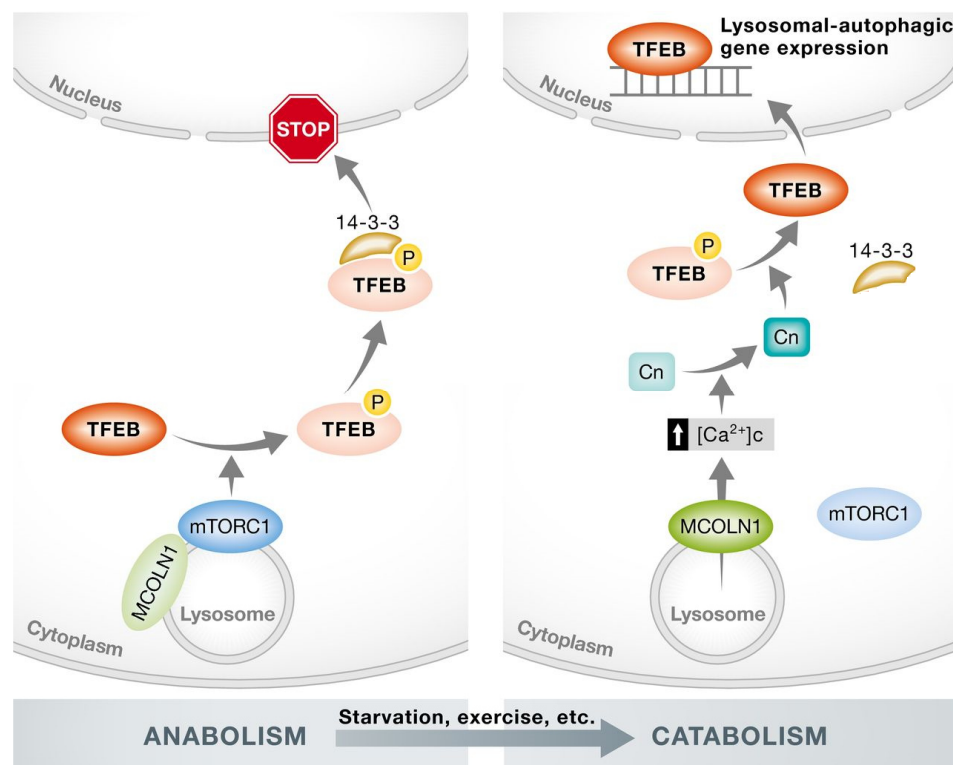 Nucleus
STOP
14-3-3
P
TFEB
P
TFEB
TFEB
mTORC1
MCOLN1
Lysosome
Cytoplasm
Lysosomal-autophagic
gene expression
TFEB
Nucleus
TFEB
P
TFEB
14-3-3
Cn
Cn
[Ca²⁺]c
MCOLN1
mTORC1
Lysosome
Cytoplasm
Starvation, exercise, etc.
ANABOLISM
CATABOLISM